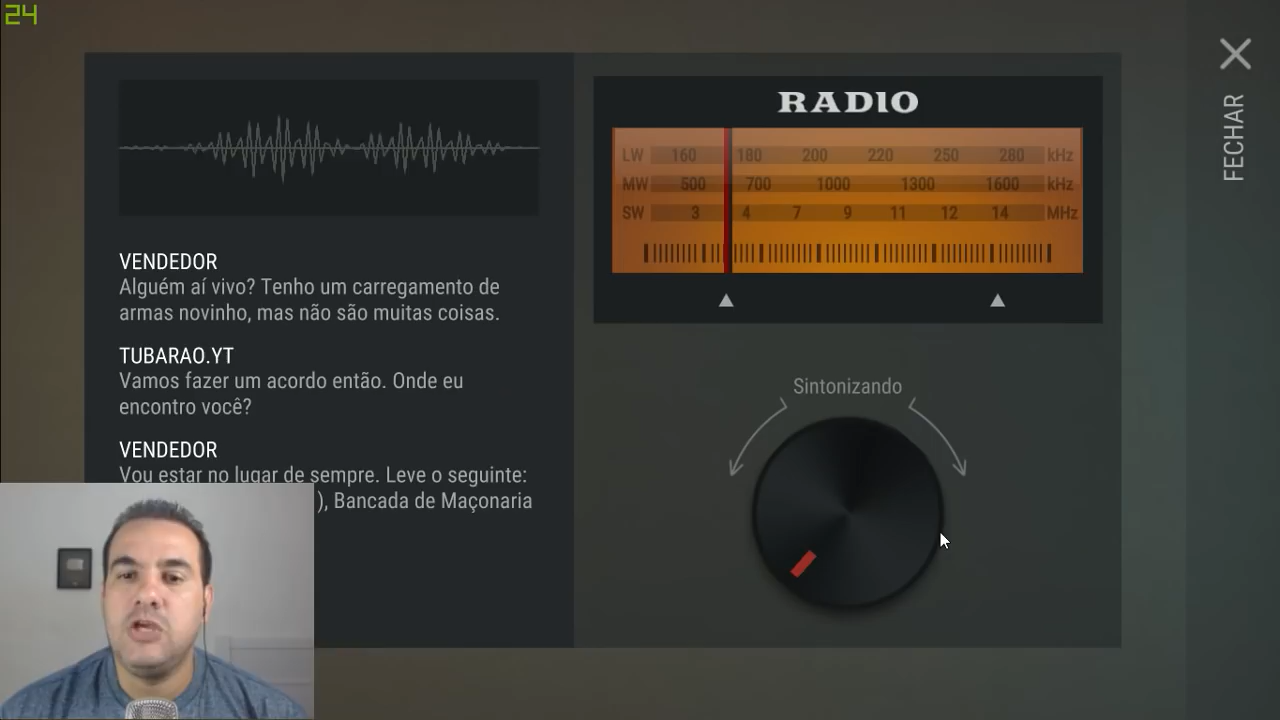 24
FECHAR
RADIO
LW 160 180 200 220 250 280 kHz
MW 500 700 1000 1300 1600 kHz
SW 3 4 7 9 11 12 14 MHz
VENDEDOR
Alguém aí vivo? Tenho um carregamento de
armas novinho, mas não são muitas coisas.
TUBARAO.YT
Vamos fazer um acordo então. Onde eu
encontro você?
VENDEDOR
Vou estar no lugar de sempre. Leve o seguinte:
), Bancada de Maçonaria
Sintonizando